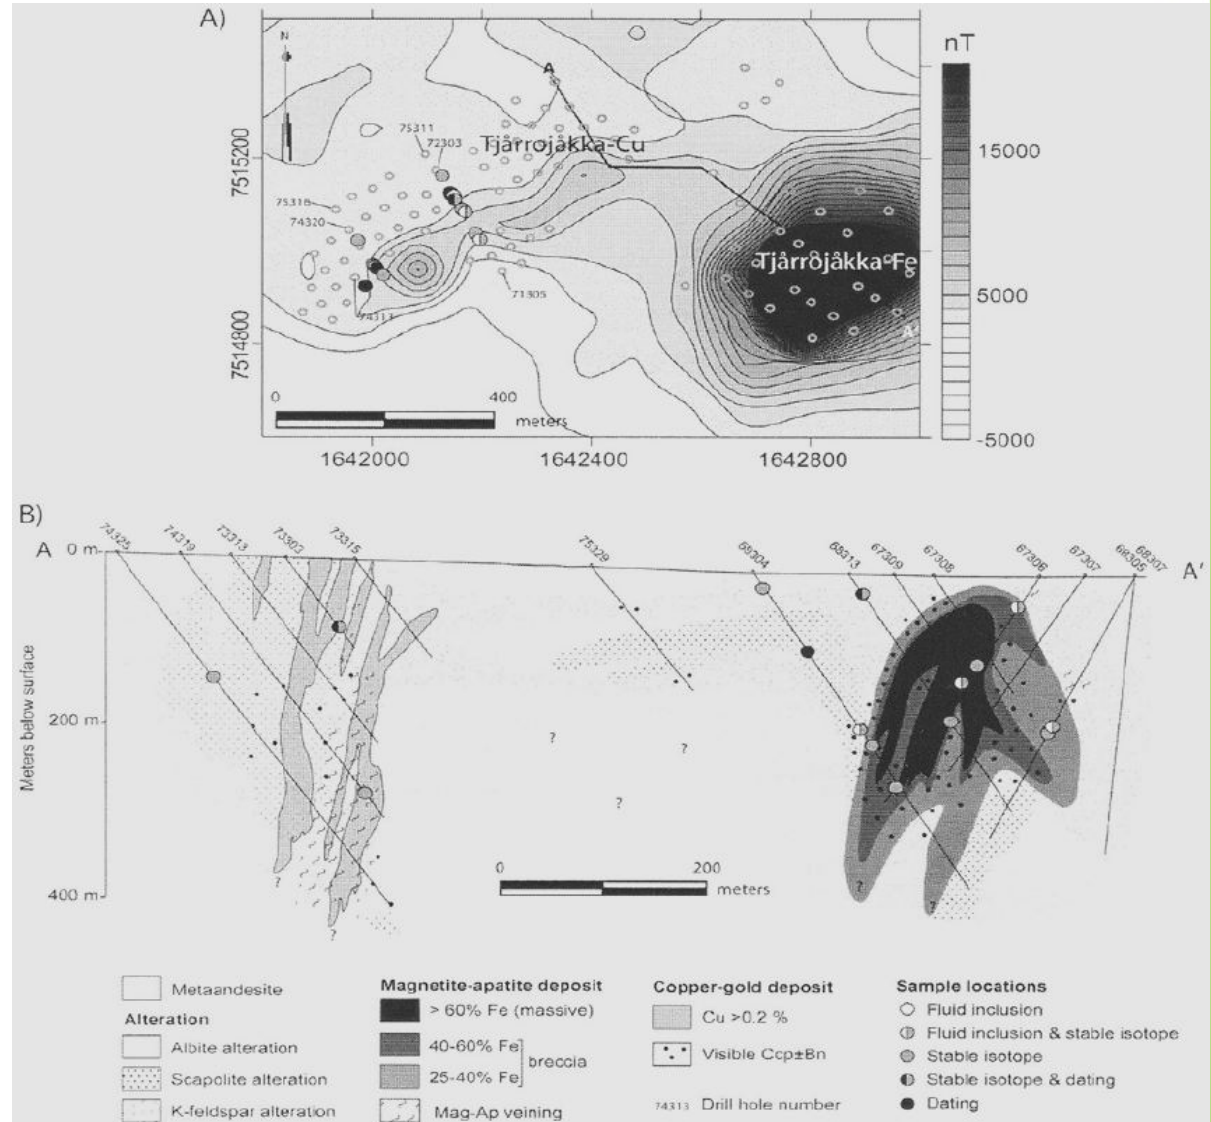 A)
N
A
nT
75311
72303
Tjårrojåkka-Cu
7515200
15000
75318
74320
Tjårrojåkka-Fe
71305
5000
74313
A'
7514800
0 400
meters
-5000
1642000 1642400 1642800
B)
A 0 m
74325 74319 73313 73303 73315 75329 69304 68313 67309 67308 67306 67307 68305 68307
A'
Meters below surface
200 m
? ?
?
400 m
0 200
meters
? ? ? ?
Metaandesite
Alteration
Albite alteration
Scapolite alteration
K-feldspar alteration
Magnetite-apatite deposit
> 60% Fe (massive)
40-60% Fe
25-40% Fe
breccia
Mag-Ap veining
Copper-gold deposit
Cu >0.2 %
Visible Ccp±Bn
74313 Drill hole number
Sample locations
Fluid inclusion
Fluid inclusion & stable isotope
Stable isotope
Stable isotope & dating
Dating